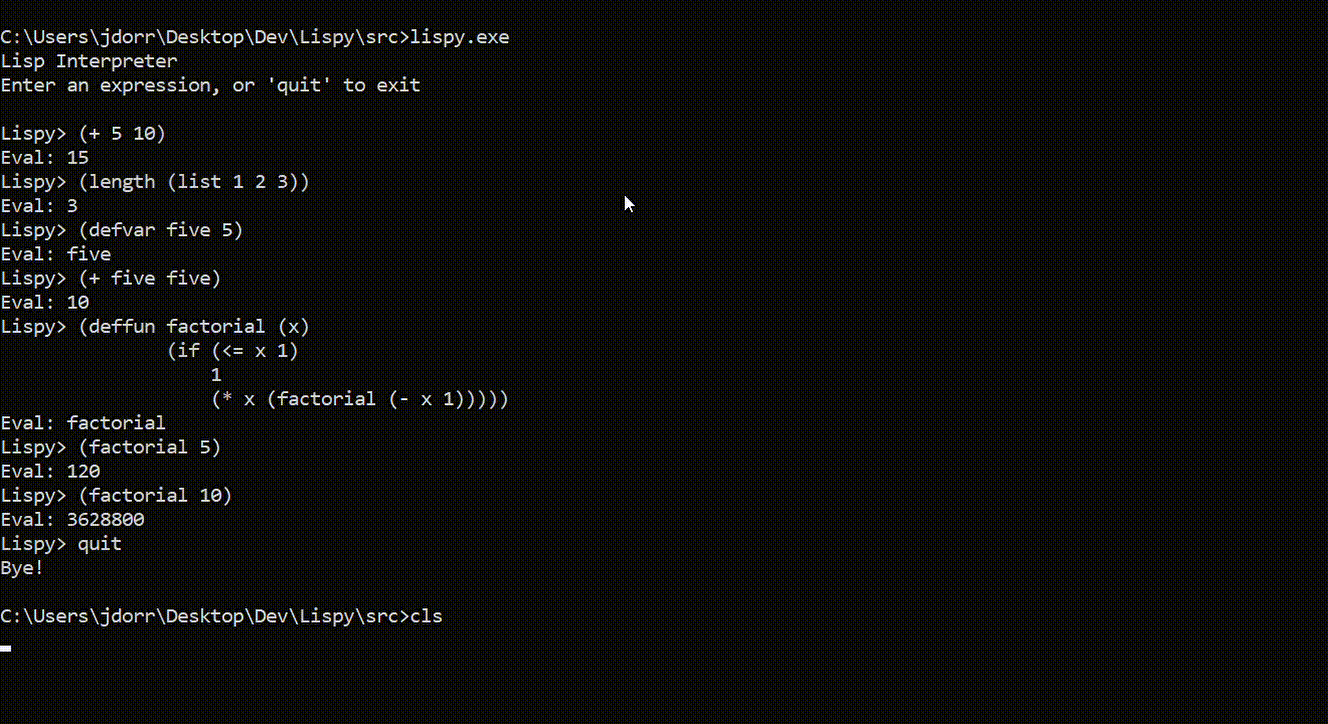 C:\Users\jdorr\Desktop\Dev\Lispy\src>lispy.exe
Lisp Interpreter
Enter an expression, or 'quit' to exit
Lispy> (+ 5 10)
Eval: 15
Lispy> (length (list 1 2 3))
Eval: 3
Lispy> (defvar five 5)
Eval: five
Lispy> (+ five five)
Eval: 10
Lispy> (deffun factorial (x)
               (if (<= x 1)
                   1
                   (* x (factorial (- x 1)))))
Eval: factorial
Lispy> (factorial 5)
Eval: 120
Lispy> (factorial 10)
Eval: 3628800
Lispy> quit
Bye!
C:\Users\jdorr\Desktop\Dev\Lispy\src>cls